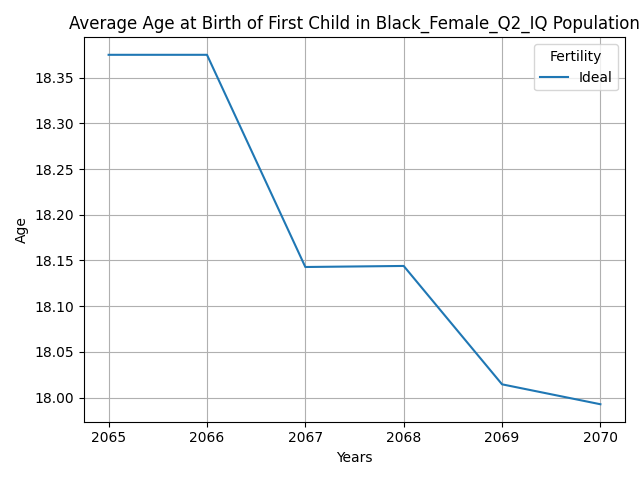 Average Age at Birth of First Child in Black_Female_Q2_IQ Population
Fertility
Ideal
Age
18.35
18.30
18.25
18.20
18.15
18.10
18.05
18.00
2065 2066 2067 2068 2069 2070
Years